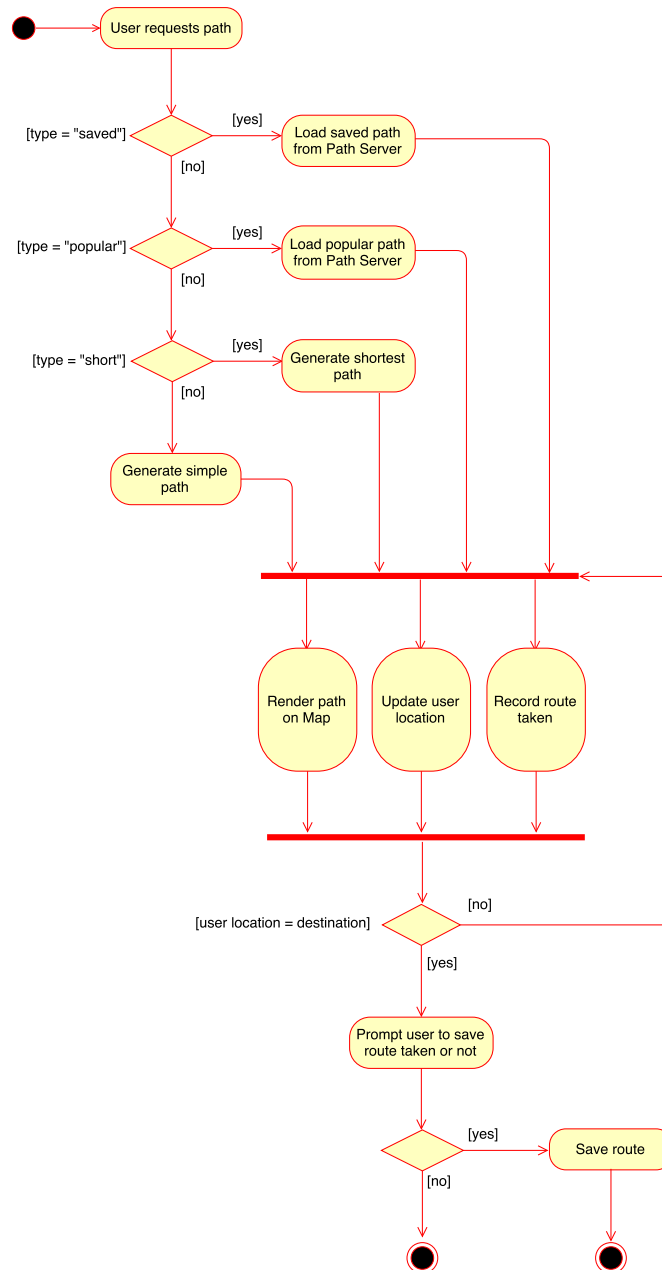 User requests path
[type = "saved"]
[yes]
Load saved path
from Path Server
[no]
[type = "popular"]
[yes]
Load popular path
from Path Server
[no]
[type = "short"]
[yes]
Generate shortest
path
[no]
Generate simple
path
Render path
on Map
Update user
location
Record route
taken
[user location = destination]
[no]
[yes]
Prompt user to save
route taken or not
[yes]
Save route
[no]